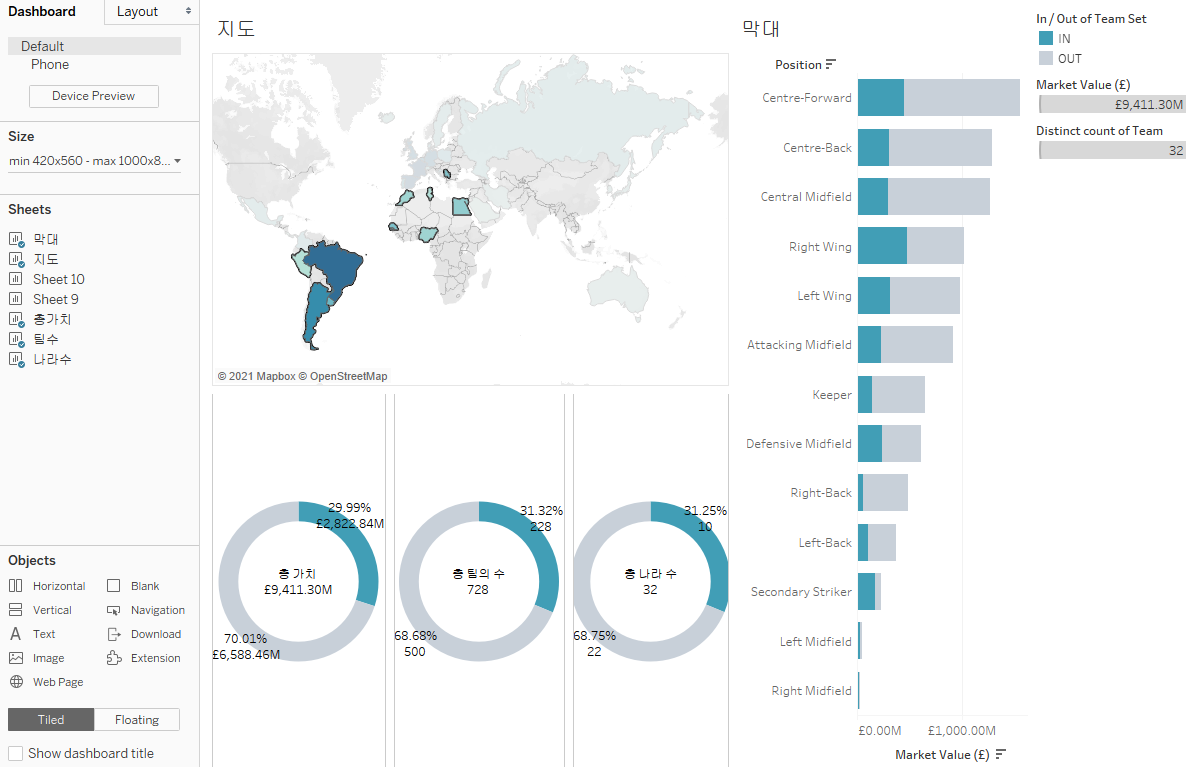 Dashboard
Layout
Default
Phone
Device Preview
Size
min 420x560 - max 1000x8...
Sheets
막대
지도
Sheet 10
Sheet 9
총가치
팀수
나라수
Objects
Horizontal
Blank
Vertical
Navigation
Text
Download
Image
Extension
Web Page
Tiled
Floating
Show dashboard title
지도
© 2021 Mapbox © OpenStreetMap
29.99%
£2,822.84M
총 가치
£9,411.30M
70.01%
£6,588.46M
31.32%
228
총 팀의 수
728
68.68%
500
31.25%
10
총 나라 수
32
68.75%
22
막대
Position
Centre-Forward
Centre-Back
Central Midfield
Right Wing
Left Wing
Attacking Midfield
Keeper
Defensive Midfield
Right-Back
Left-Back
Secondary Striker
Left Midfield
Right Midfield
£0.00M
£1,000.00M
Market Value (£)
In / Out of Team Set
IN
OUT
Market Value (£)
£9,411.30M
Distinct count of Team
32